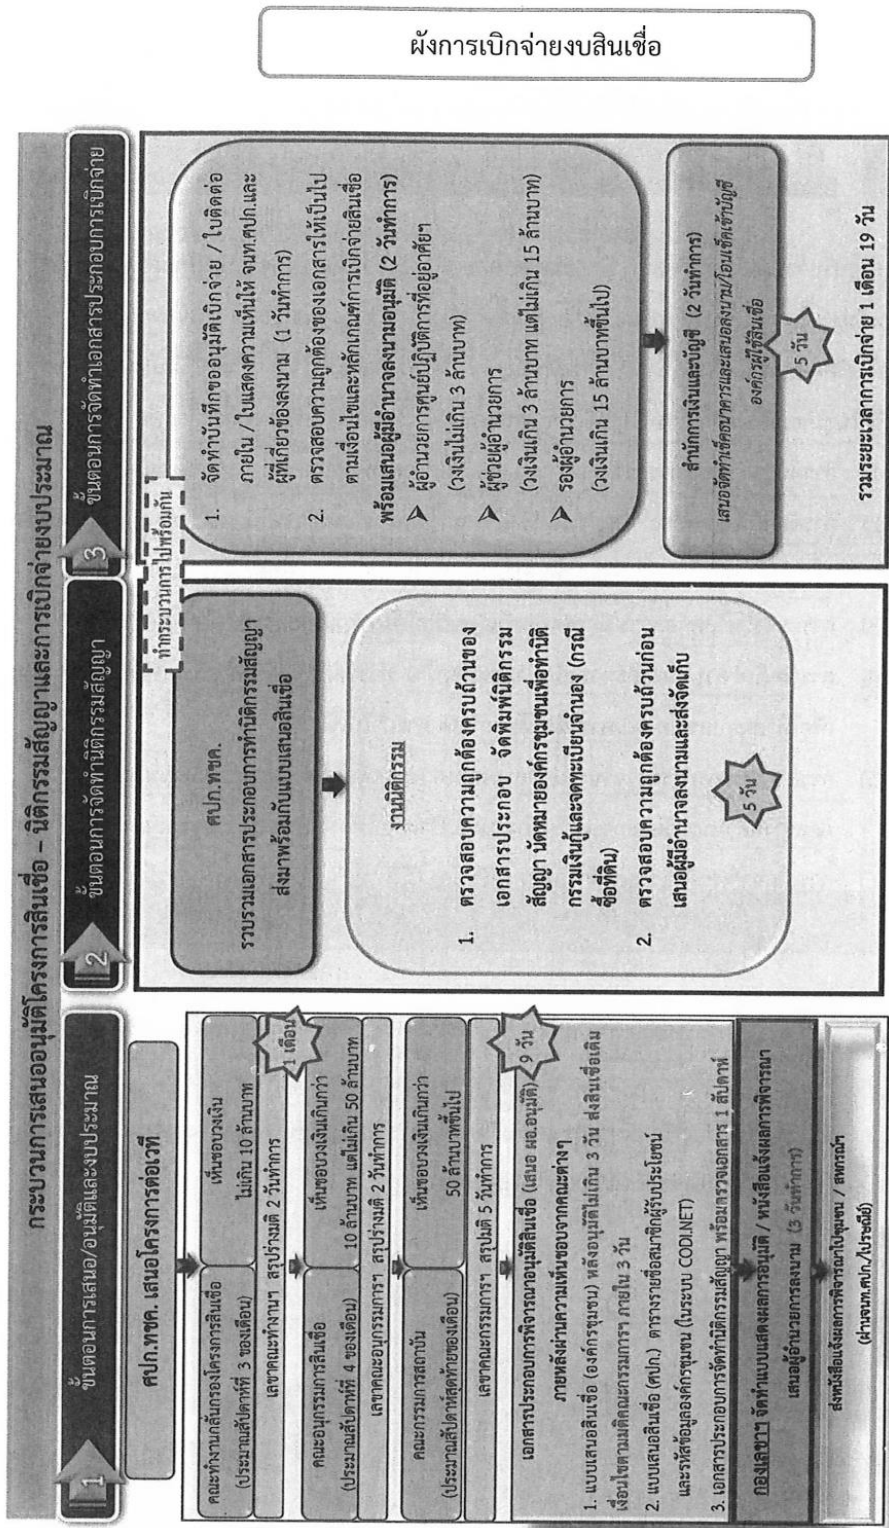 ผังการเบิกจ่ายงบสินเชื่อ
กระบวนการเสนออนุมัติโครงการสินเชื่อ – นิติกรรมสัญญาและการเบิกจ่ายงบประมาณ
1
ขั้นตอนการเสนอ/อนุมัติและงบประมาณ
ศปก.ทชค. เสนอโครงการต่อเวที
คณะทำงานกลั่นกรองโครงการสินเชื่อ
(ประมาณสัปดาห์ที่ 3 ของเดือน)
เห็นชอบวงเงิน
ไม่เกิน 10 ล้านบาท
เลขาคณะทำงานฯ สรุปร่างมติ 2 วันทำการ
1 เดือน
คณะอนุกรรมการสินเชื่อ
(ประมาณสัปดาห์ที่ 4 ของเดือน)
เห็นชอบวงเงินเกินกว่า
10 ล้านบาท แต่ไม่เกิน 50 ล้านบาท
เลขาคณะอนุกรรมการฯ สรุปร่างมติ 2 วันทำการ
คณะกรรมการสถาบัน
(ประมาณสัปดาห์สุดท้ายของเดือน)
เห็นชอบวงเงินเกินกว่า
50 ล้านบาทขึ้นไป
เลขาคณะกรรมการฯ สรุปมติ 5 วันทำการ
9 วัน
เอกสารประกอบการพิจารณาอนุมัติสินเชื่อ (เสนอ ผอ.อนุมัติ)
ภายหลังผ่านความเห็นชอบจากคณะต่างๆ
1. แบบเสนอสินเชื่อ (องค์กรชุมชน) หลังอนุมัติไม่เกิน 3 วัน ส่งสินเชื่อเติม
เงื่อนไขตามมติคณะกรรมการฯ ภายใน 3 วัน
2. แบบเสนอสินเชื่อ (ศปก.) ตารางรายชื่อสมาชิกผู้รับประโยชน์
และรหัสข้อมูลองค์กรชุมชน (ในระบบ CODI.NET)
3. เอกสารประกอบการจัดทำนิติกรรมสัญญา พร้อมตรวจเอกสาร 1 สัปดาห์
กองเลขาฯ จัดทำแบบแสดงผลการอนุมัติ / หนังสือแจ้งผลการพิจารณา
เสนอผู้อำนวยการลงนาม (3 วันทำการ)
ส่งหนังสือแจ้งผลการพิจารณาไปชุมชน / สหกรณ์ฯ
(ผ่านจนท.ศปก./ไปรษณีย์)
2
ขั้นตอนการจัดทำนิติกรรมสัญญา
ทำกระบวนการไปพร้อมกัน
ศปก.ทชค.
รวบรวมเอกสารประกอบการทำนิติกรรมสัญญา
ส่งมาพร้อมกับแบบเสนอสินเชื่อ
งานนิติกรรม
1. ตรวจสอบความถูกต้องครบถ้วนของ
เอกสารประกอบ จัดพิมพ์นิติกรรม
สัญญา นัดหมายองค์กรชุมชนเพื่อทำนิติ
กรรมเงินกู้และจดทะเบียนจำนอง (กรณี
ซื้อที่ดิน)
2. ตรวจสอบความถูกต้องครบถ้วนก่อน
เสนอผู้มีอำนาจลงนามและส่งจัดเก็บ
5 วัน
3
ขั้นตอนการจัดทำเอกสารประกอบการเบิกจ่าย
1. จัดทำบันทึกขออนุมัติเบิกจ่าย / ใบติดต่อ
ภายใน / ใบแสดงความเห็นให้ จนท.ศปก.และ
ผู้ที่เกี่ยวข้องลงนาม (1 วันทำการ)
2. ตรวจสอบความถูกต้องของเอกสารให้เป็นไป
ตามเงื่อนไขและหลักเกณฑ์การเบิกจ่ายสินเชื่อ
พร้อมเสนอผู้มีอำนาจลงนามอนุมัติ (2 วันทำการ)
➢ ผู้อำนวยการศูนย์ปฏิบัติการที่อยู่อาศัยฯ
(วงเงินไม่เกิน 3 ล้านบาท)
➢ ผู้ช่วยผู้อำนวยการ
(วงเงินเกิน 3 ล้านบาท แต่ไม่เกิน 15 ล้านบาท)
➢ รองผู้อำนวยการ
(วงเงินเกิน 15 ล้านบาทขึ้นไป)
สำนักการเงินและบัญชี (2 วันทำการ)
เสนอจัดทำเช็คธนาคารและเสนอลงนาม/โอนเช็คเข้าบัญชี
องค์กรผู้ใช้สินเชื่อ
5 วัน
รวมระยะเวลาการเบิกจ่าย 1 เดือน 19 วัน